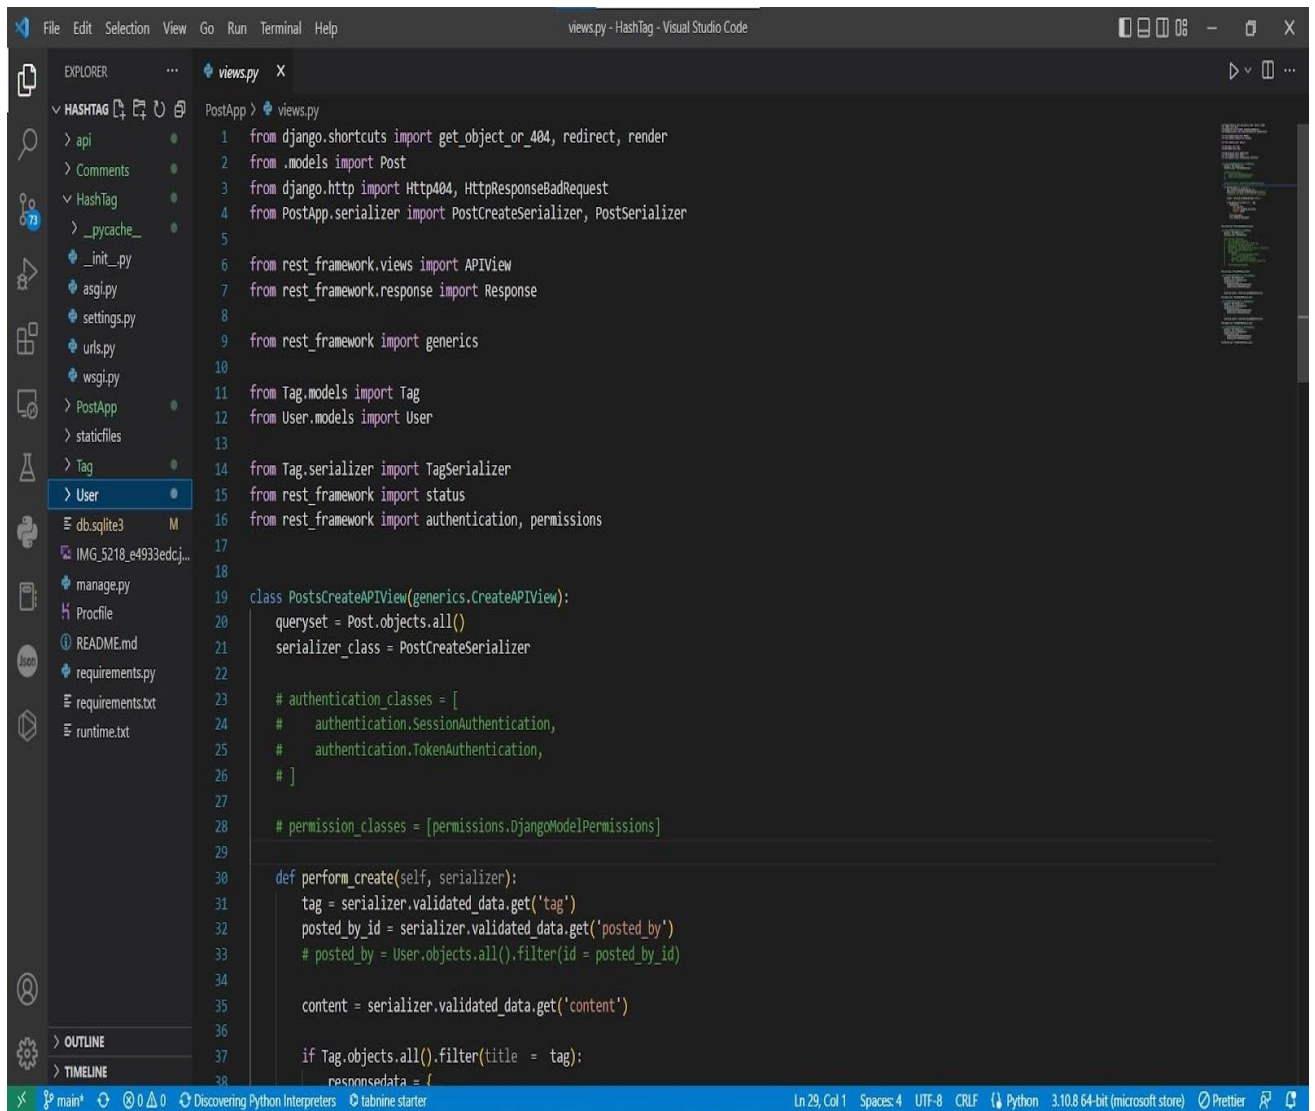 File Edit Selection View Go Run Terminal Help
views.py - HashTag - Visual Studio Code
EXPLORER
views.py
HASHTAG
PostApp > views.py
api
Comments
HashTag
_pycache_
_init_.py
asgi.py
settings.py
urls.py
wsgi.py
PostApp
staticfiles
Tag
User
db.sqlite3 M
IMG_5218_e4933edc.j...
manage.py
Procfile
README.md
requirements.py
requirements.txt
runtime.txt
73
Json
OUTLINE
TIMELINE
1 from django.shortcuts import get_object_or_404, redirect, render
2 from .models import Post
3 from django.http import Http404, HttpResponseBadRequest
4 from PostApp.serializer import PostCreateSerializer, PostSerializer
5
6 from rest_framework.views import APIView
7 from rest_framework.response import Response
8
9 from rest_framework import generics
10
11 from Tag.models import Tag
12 from User.models import User
13
14 from Tag.serializer import TagSerializer
15 from rest_framework import status
16 from rest_framework import authentication, permissions
17
18
19 class PostsCreateAPIView(generics.CreateAPIView):
20 queryset = Post.objects.all()
21 serializer_class = PostCreateSerializer
22
23 # authentication_classes = [
24 # authentication.SessionAuthentication,
25 # authentication.TokenAuthentication,
26 # ]
27
28 # permission_classes = [permissions.DjangoModelPermissions]
29
30 def perform_create(self, serializer):
31 tag = serializer.validated_data.get('tag')
32 posted_by_id = serializer.validated_data.get('posted_by')
33 # posted_by = User.objects.all().filter(id = posted_by_id)
34
35 content = serializer.validated_data.get('content')
36
37 if Tag.objects.all().filter(title = tag):
38 responsedata = {
main* 0 0 Discovering Python Interpreters tabnine starter
Ln 29, Col 1 Spaces: 4 UTF-8 CRLF Python 3.10.8 64-bit (microsoft store) Prettier